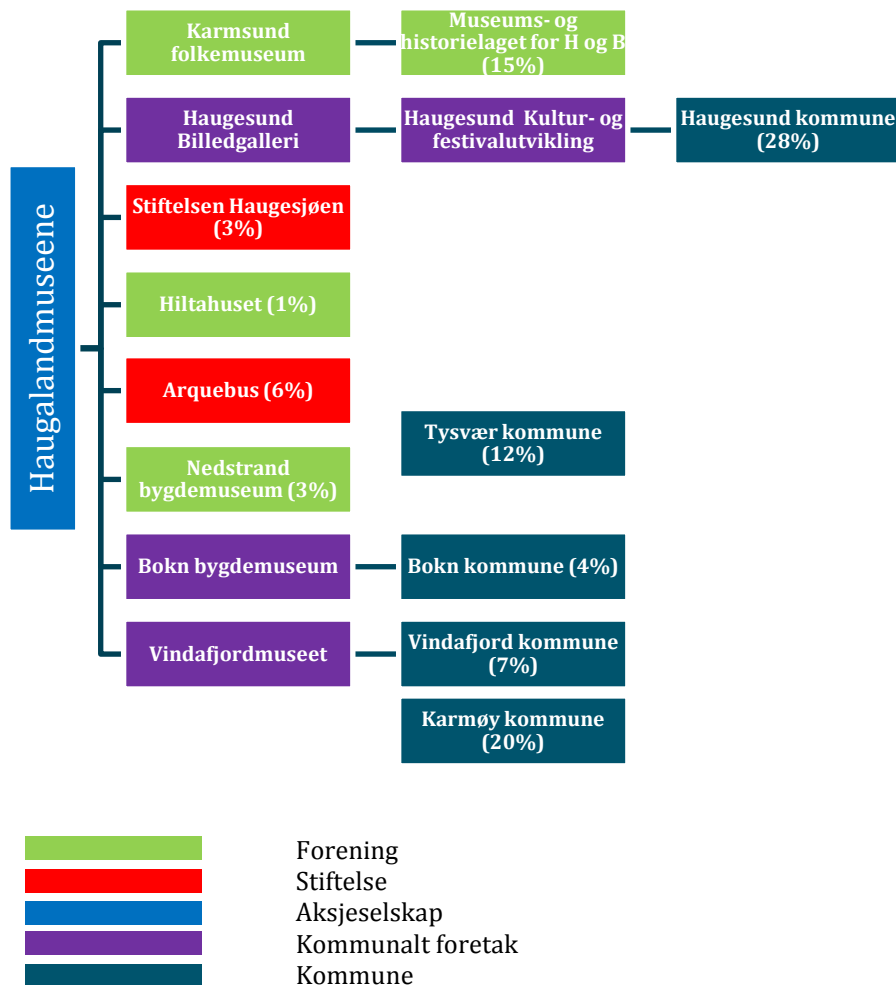 Haugalandmuseene
Karmsund
folkemuseum
Museums- og
historielaget for H og B
(15%)
Haugesund
Billedgalleri
Haugesund Kultur- og
festivalutvikling
Haugesund kommune
(28%)
Stiftelsen Haugesjøen
(3%)
Hiltahuset (1%)
Arquebus (6%)
Tysvær kommune
(12%)
Nedstrand
bygdemuseum (3%)
Bokn bygdemuseum
Bokn kommune (4%)
Vindafjordmuseet
Vindafjord kommune
(7%)
Karmøy kommune
(20%)
Forening
Stiftelse
Aksjeselskap
Kommunalt foretak
Kommune